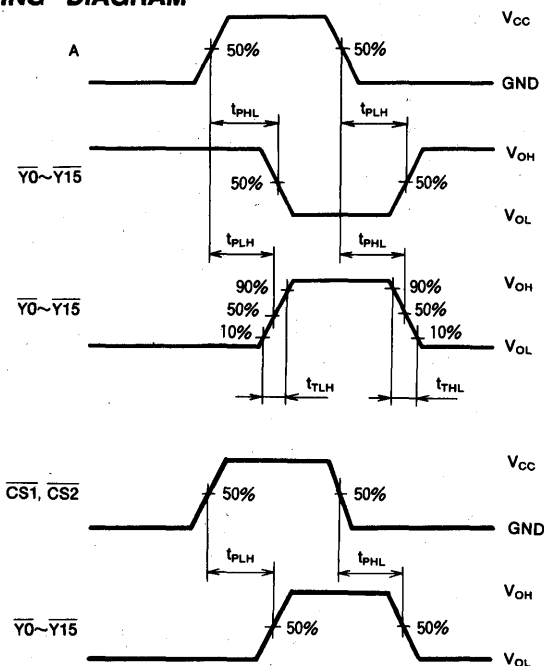 ING DIAGRAM
VCC
A
50%
50%
GND
tPHL
tPLH
VOH
Y0~Y15
50%
50%
VOL
tPLH
tPHL
90%
90%
VOH
Y0~Y15
50%
50%
10%
10%
VOL
tTLH
tTHL
VCC
CS1, CS2
50%
50%
GND
tPLH
tPHL
VOH
Y0~Y15
50%
50%
VOL